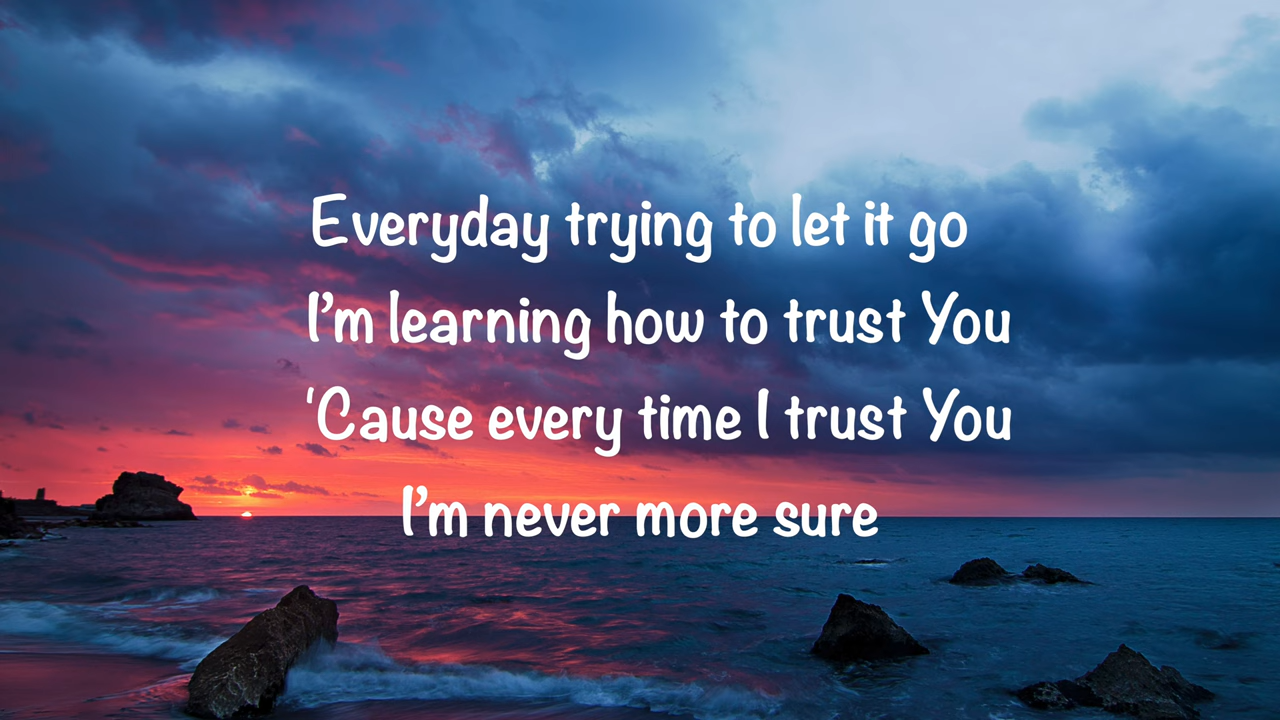 Everyday trying to let it go
I'm learning how to trust You
'Cause every time I trust You
I'm never more sure